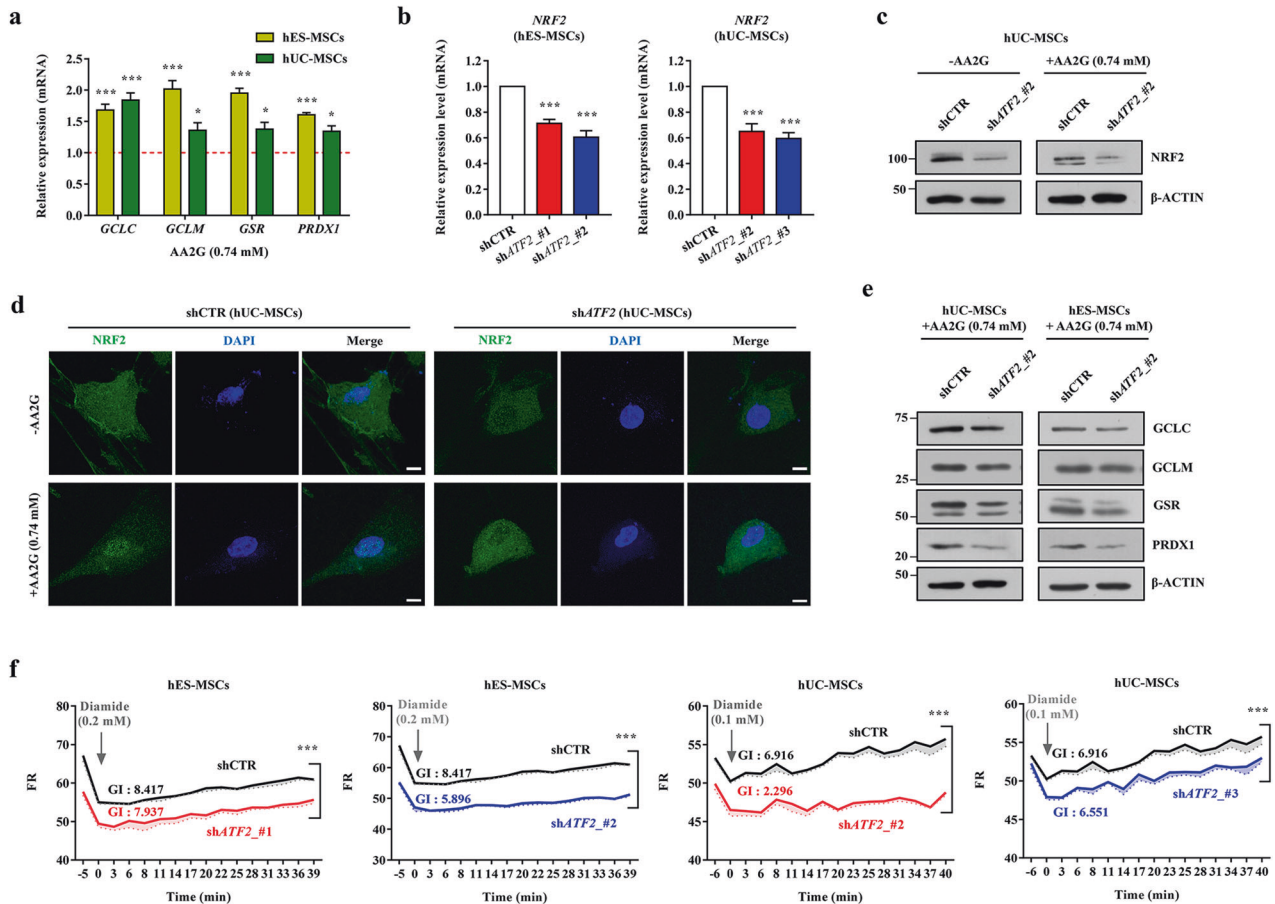 a
hES-MSCs
hUC-MSCs
Relative expression (mRNA)
2.5
2.0
1.5
1.0
0.5
0.0
*** *** *** * *** * *** *
GCLC GCLM GSR PRDX1
AA2G (0.74 mM)
b
NRF2
(hES-MSCs)
Relative expression level (mRNA)
1.2
1.0
0.8
0.6
0.4
0.2
0.0
*** ***
shCTR
shATF2_#1
shATF2_#2
NRF2
(hUC-MSCs)
Relative expression level (mRNA)
1.2
1.0
0.8
0.6
0.4
0.2
0.0
*** ***
shCTR
shATF2_#2
shATF2_#3
c
hUC-MSCs
-AA2G +AA2G (0.74 mM)
shCTR shATF2_#2 shCTR shATF2_#2
100 NRF2
50 β-ACTIN
d
shCTR (hUC-MSCs) shATF2 (hUC-MSCs)
NRF2 DAPI Merge NRF2 DAPI Merge
-AA2G
+AA2G (0.74 mM)
e
hUC-MSCs hES-MSCs
+AA2G (0.74 mM) + AA2G (0.74 mM)
shCTR shATF2_#2 shCTR shATF2_#2
75 GCLC
GCLM
25
GSR
50
PRDX1
20
50 β-ACTIN
f
hES-MSCs
Diamide
(0.2 mM)
FR
80
70
60
50
40
***
shCTR
GI : 8.417
GI : 7.937
shATF2_#1
-5 0 3 6 8 11 14 17 20 22 25 28 31 33 36 39
Time (min)
hES-MSCs
Diamide
(0.2 mM)
FR
80
70
60
50
40
30
***
shCTR
GI : 8.417
GI : 5.896
shATF2_#2
-5 0 3 6 8 11 14 17 20 22 25 28 31 33 36 39
Time (min)
hUC-MSCs
Diamide
(0.1 mM)
FR
60
55
50
45
40
***
shCTR
GI : 6.916
GI : 2.296
shATF2_#2
-6 0 3 6 8 11 14 17 20 23 25 28 31 34 37 40
Time (min)
hUC-MSCs
Diamide
(0.1 mM)
FR
60
55
50
45
40
***
shCTR
GI : 6.916
shATF2_#3
GI : 6.551
-6 0 3 6 8 11 14 17 20 23 25 28 31 34 37 40
Time (min)